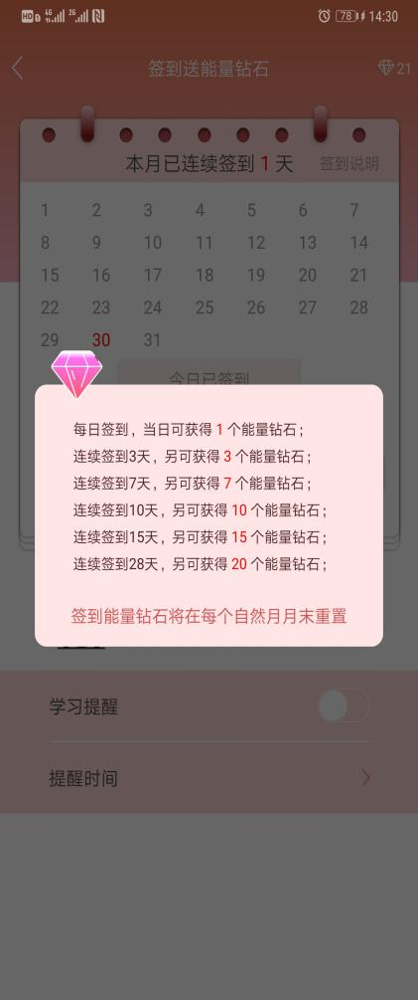 HD 4G 2G N 78 14:30
签到送能量钻石 21
本月已连续签到 1 天 签到说明
1 2 3 4 5 6 7
8 9 10 11 12 13 14
15 16 17 18 19 20 21
22 23 24 25 26 27 28
29 30 31
今日已签到
每日签到，当日可获得 1 个能量钻石；
连续签到3天，另可获得 3 个能量钻石；
连续签到7天，另可获得 7 个能量钻石；
连续签到10天，另可获得 10 个能量钻石；
连续签到15天，另可获得 15 个能量钻石；
连续签到28天，另可获得 20 个能量钻石；
签到能量钻石将在每个自然月月末重置
学习提醒
提醒时间